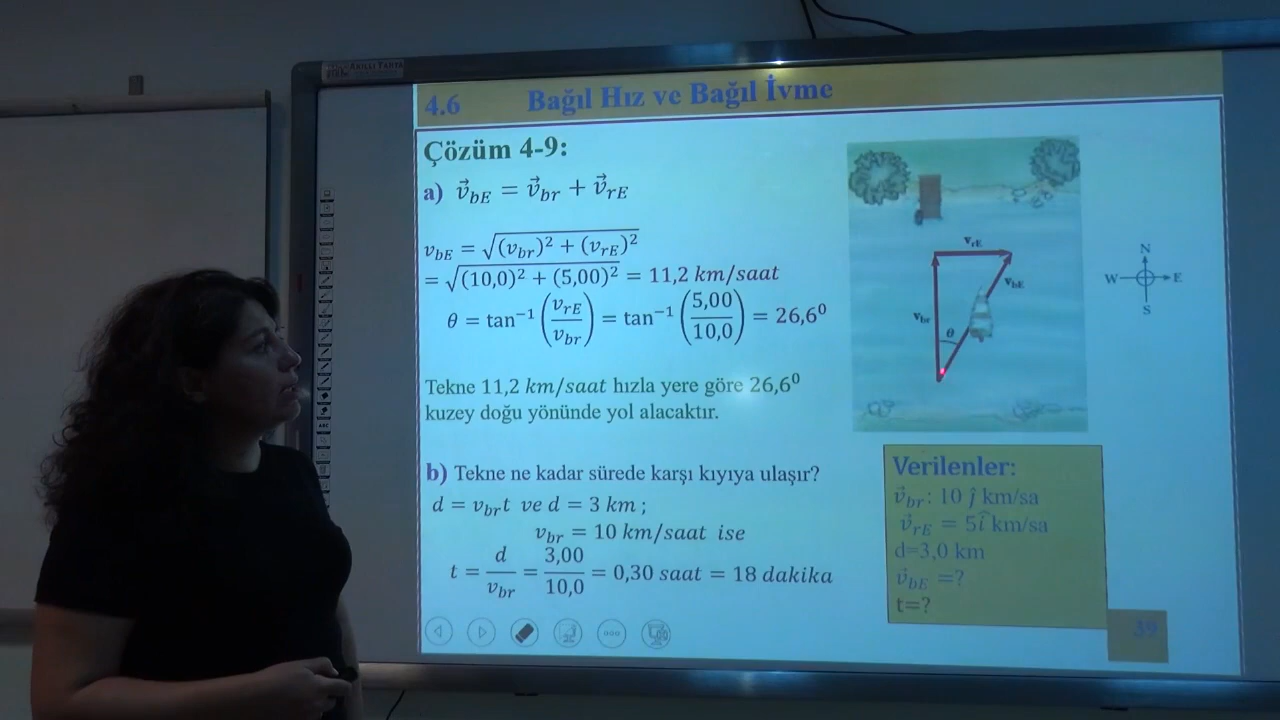 AKILLI TAHTA
4.6 Bağıl Hız ve Bağıl İvme
Çözüm 4-9:
a) v⃗bE = v⃗br + v⃗rE
vbE = √(vbr)² + (vrE)²
= √(10,0)² + (5,00)² = 11,2 km/saat
θ = tan⁻¹(vrE/vbr) = tan⁻¹(5,00/10,0) = 26,6⁰
Tekne 11,2 km/saat hızla yere göre 26,6⁰
kuzey doğu yönünde yol alacaktır.
b) Tekne ne kadar sürede karşı kıyıya ulaşır?
d = vbrt ve d = 3 km ;
vbr = 10 km/saat ise
t = d/vbr = 3,00/10,0 = 0,30 saat = 18 dakika
vrE
vbE
vbr
θ
N
W E
S
Verilenler:
v⃗br: 10 ĵ km/sa
v⃗rE = 5î km/sa
d=3,0 km
v⃗bE =?
t=?
39
ABC